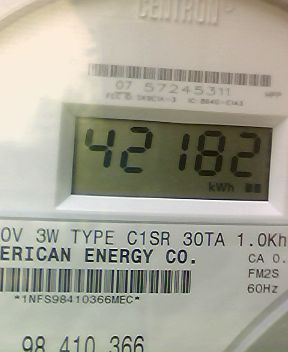 CENTRON
07 57245311
42182
kWh
0V 3W TYPE C1SR 30TA 1.0Kh
ERICAN ENERGY CO.
CA 0.
FM2S
60Hz
*1NFS98410366MEC*
98 410 366